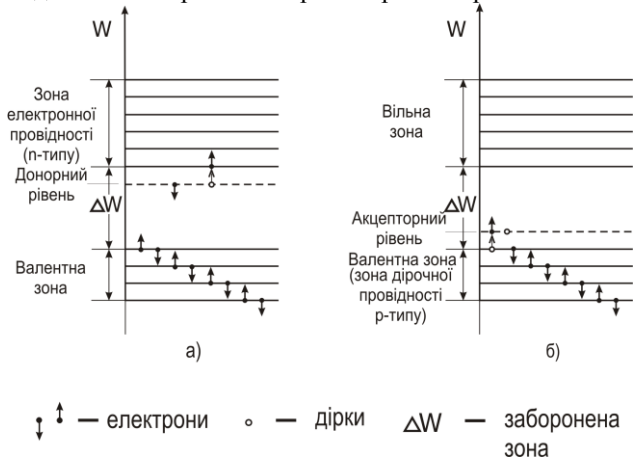 W
Зона
електронної
провідності
(n-типу)
Донорний
рівень
ΔW
Валентна
зона
а)
W
Вільна
зона
ΔW
Акцепторний
рівень
Валентна зона
(зона дірочної
провідності
р-типу)
б)
— електрони
— дірки
ΔW — заборонена
зона